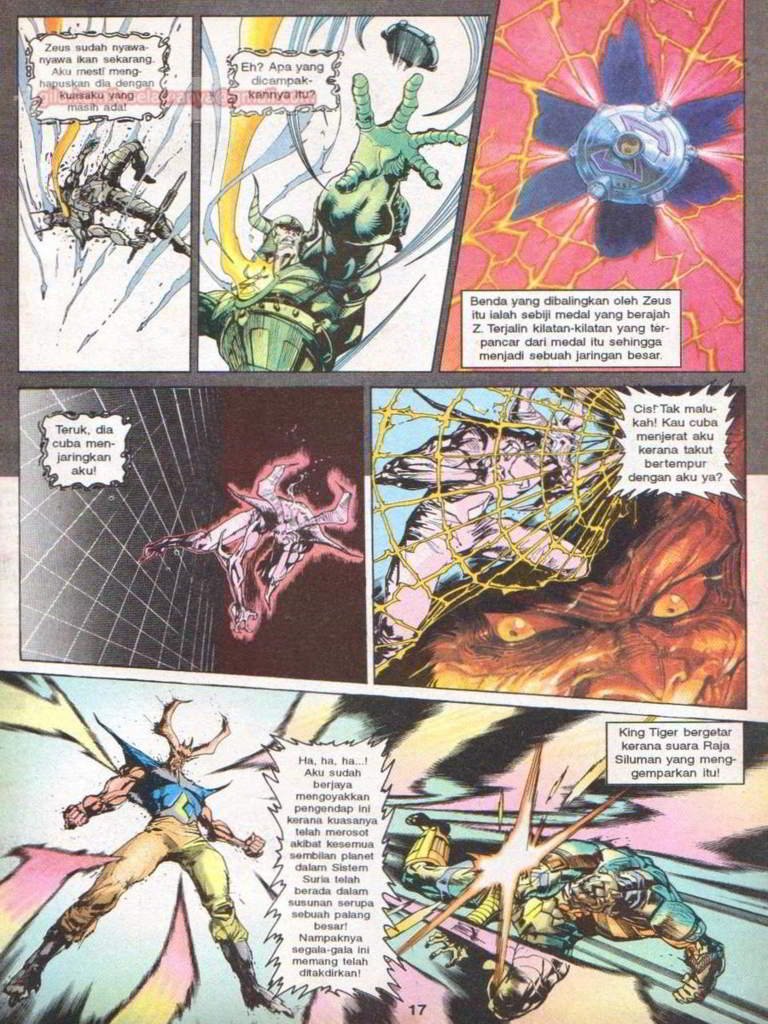 Zeus sudah nyawa-
nyawa ikan sekarang.
Aku mesti meng-
hapuskan dia dengan
kuasaku yang
masih ada!
Eh? Apa yang
dicampak-
kannya itu?
Benda yang dibalingkan oleh Zeus
itu ialah sebiji medal yang berajah
Z. Terjalin kilatan-kilatan yang ter-
pancar dari medal itu sehingga
menjadi sebuah jaringan besar.
Teruk, dia
cuba men-
jaringkan
aku!
Cis! Tak malu-
kah! Kau cuba
menjerat aku
kerana takut
bertempur
dengan aku ya?
Ha, ha, ha...!
Aku sudah
berjaya
mengoyakkan
pengendap ini
kerana kuasanya
telah merosot
akibat kesemua
sembilan planet
dalam Sistem
Suria telah
berada dalam
susunan serupa
sebuah palang
besar!
Nampaknya
segala-gala ini
memang telah
ditakdirkan!
King Tiger bergetar
kerana suara Raja
Siluman yang meng-
gemparkan itu!
17